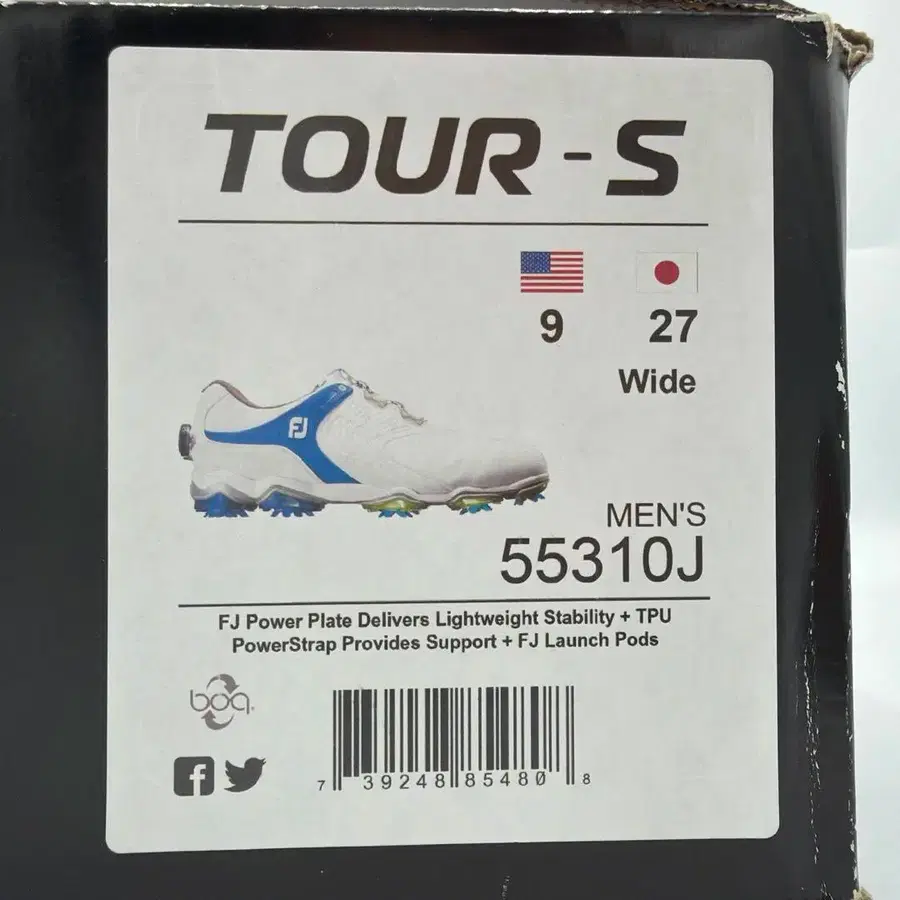 TOUR - S
9 27
Wide
FJ
MEN'S
55310J
FJ Power Plate Delivers Lightweight Stability + TPU
PowerStrap Provides Support + FJ Launch Pods
boa
7 39248 85480 8